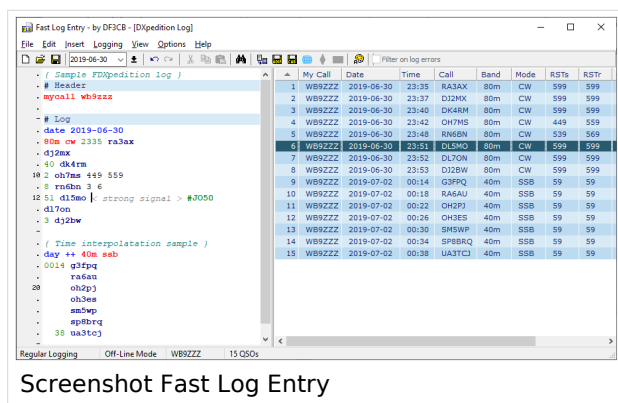 Fast Log Entry - by DF3CB - [DXpedition Log]
File Edit Insert Logging View Options Help
2019-06-30 Filter on log errors
{ Sample FDXpedition log }
# Header
mycall wb9zzz
# Log
date 2019-06-30
80m cw 2335 ra3ax
dj2mx
40 dk4rm
10 2 oh7ms 449 559
8 rn6bn 3 6
12 51 dl5mo < strong signal > #JO50
dl7on
3 dj2bw
{ Time interpolatation sample }
day ++ 40m ssb
0014 g3fpq
ra6au
20 oh2pj
oh3es
sm5wp
sp8brq
38 ua3tcj
My Call Date Time Call Band Mode RSTs RSTr
1 WB9ZZZ 2019-06-30 23:35 RA3AX 80m CW 599 599
2 WB9ZZZ 2019-06-30 23:37 DJ2MX 80m CW 599 599
3 WB9ZZZ 2019-06-30 23:40 DK4RM 80m CW 599 599
4 WB9ZZZ 2019-06-30 23:42 OH7MS 80m CW 449 559
5 WB9ZZZ 2019-06-30 23:48 RN6BN 80m CW 539 569
6 WB9ZZZ 2019-06-30 23:51 DL5MO 80m CW 599 599
7 WB9ZZZ 2019-06-30 23:52 DL7ON 80m CW 599 599
8 WB9ZZZ 2019-06-30 23:53 DJ2BW 80m CW 599 599
9 WB9ZZZ 2019-07-02 00:14 G3FPQ 40m SSB 59 59
10 WB9ZZZ 2019-07-02 00:18 RA6AU 40m SSB 59 59
11 WB9ZZZ 2019-07-02 00:22 OH2PJ 40m SSB 59 59
12 WB9ZZZ 2019-07-02 00:26 OH3ES 40m SSB 59 59
13 WB9ZZZ 2019-07-02 00:30 SM5WP 40m SSB 59 59
14 WB9ZZZ 2019-07-02 00:34 SP8BRQ 40m SSB 59 59
15 WB9ZZZ 2019-07-02 00:38 UA3TCJ 40m SSB 59 59
Regular Logging Off-Line Mode WB9ZZZ 15 QSOs
Screenshot Fast Log Entry